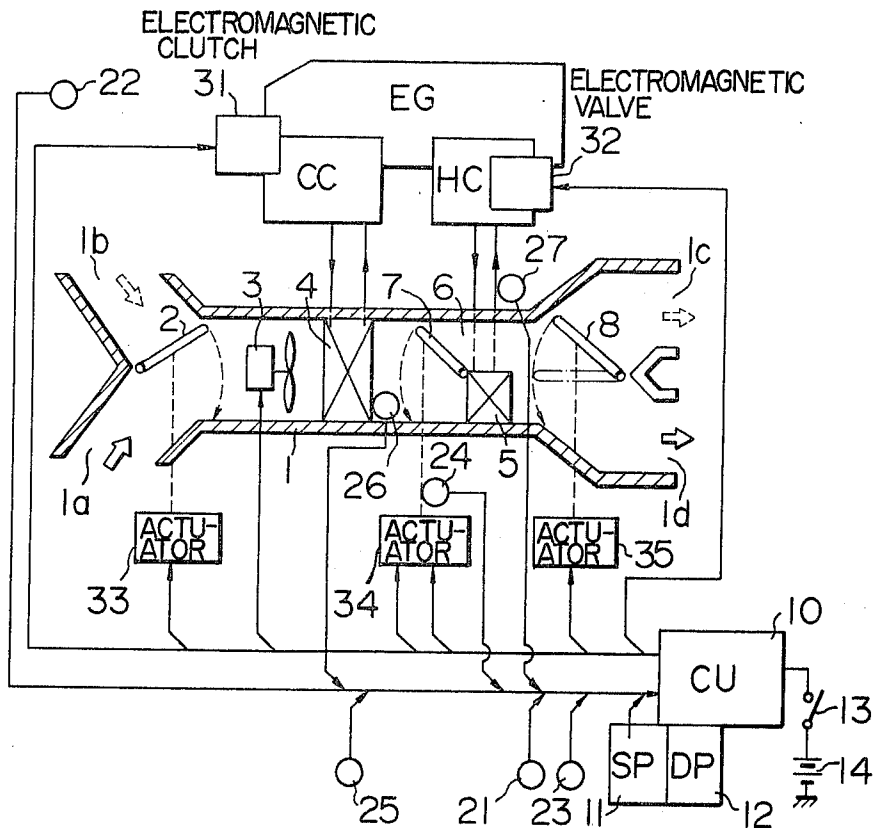 ELECTROMAGNETIC
CLUTCH
31
22
EG
ELECTROMAGNETIC
VALVE
32
CC
HC
1b
2
3
4
7
6
27
1c
8
1a
1
26
24
5
1d
ACTU-
ATOR
33
ACTU-
ATOR
34
ACTU-
ATOR
35
10
CU
13
SP
DP
14
25
21
23
11
12